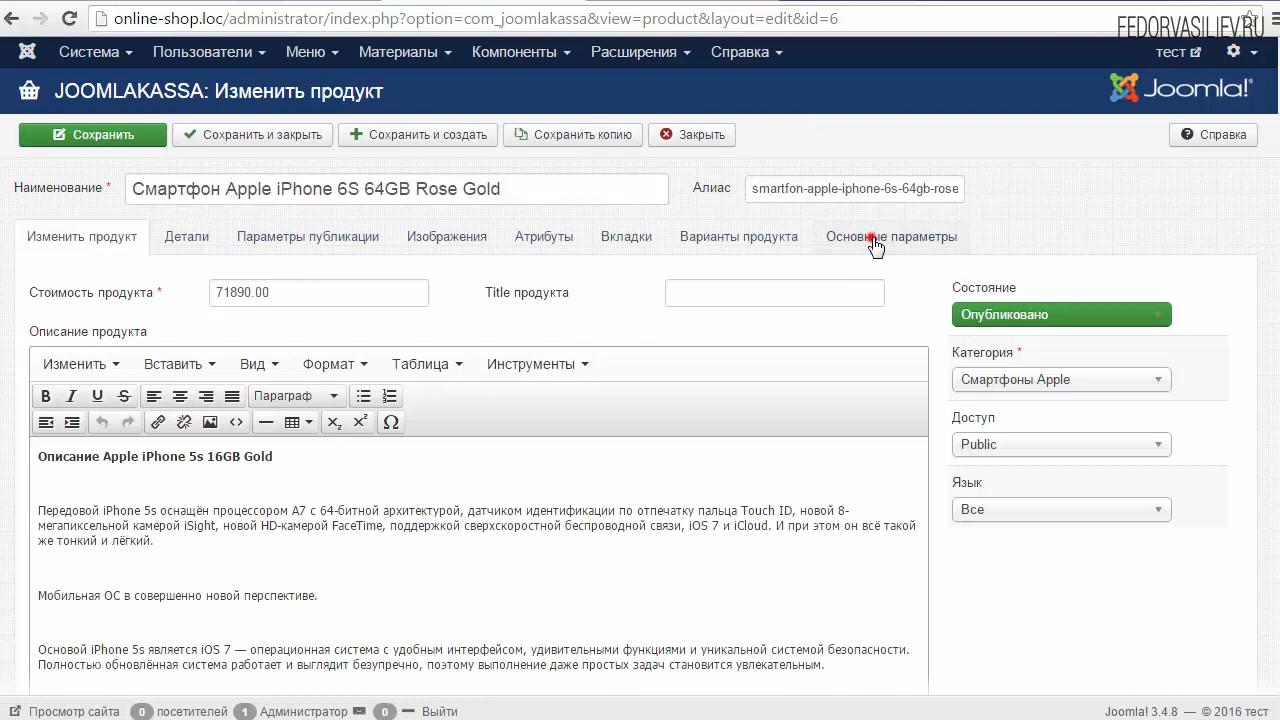 online-shop.loc/administrator/index.php?option=com_joomlakassa&view=product&layout=edit&id=6
FEDORVASILIEV.RU
Система Пользователи Меню Материалы Компоненты Расширения Справка тест
JOOMLAKASSA: Изменить продукт
Joomla!
Сохранить Сохранить и закрыть Сохранить и создать Сохранить копию Закрыть Справка
Наименование * Смартфон Apple iPhone 6S 64GB Rose Gold Алиас smartfon-apple-iphone-6s-64gb-rose
Изменить продукт Детали Параметры публикации Изображения Атрибуты Вкладки Варианты продукта Основные параметры
Стоимость продукта * 71890.00 Title продукта
Состояние
Опубликовано
Описание продукта
Изменить Вставить Вид Формат Таблица Инструменты
Параграф
Категория *
Смартфоны Apple
Доступ
Public
Язык
Все
Описание Apple iPhone 5s 16GB Gold
Передовой iPhone 5s оснащён процессором A7 с 64-битной архитектурой, датчиком идентификации по отпечатку пальца Touch ID, новой 8-
мегапиксельной камерой iSight, новой HD-камерой FaceTime, поддержкой сверхскоростной беспроводной связи, iOS 7 и iCloud. И при этом он всё такой
же тонкий и лёгкий.
Мобильная ОС в совершенно новой перспективе.
Основой iPhone 5s является iOS 7 — операционная система с удобным интерфейсом, удивительными функциями и уникальной системой безопасности.
Полностью обновлённая система работает и выглядит безупречно, поэтому выполнение даже простых задач становится увлекательным.
Просмотр сайта 0 посетителей 1 Администратор 0 Выйти Joomla! 3.4.8 — © 2016 тест